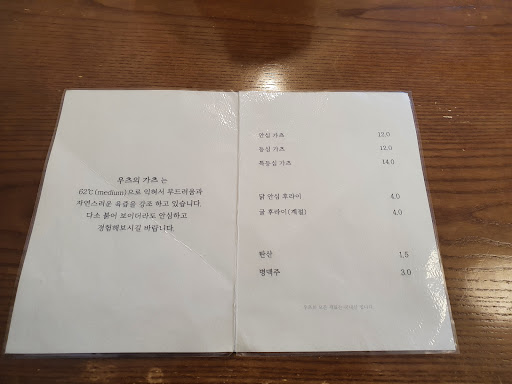 우츠의 가츠 는
62℃(medium)으로 익혀서 부드러움과
자연스러운 육즙을 강조 하고 있습니다.
다소 붉어 보이더라도 안심하고
경험해보시길 바랍니다.
안심 가츠 12.0
등심 가츠 12.0
특등심 가츠 14.0
닭 안심 후라이 4.0
굴 후라이(계절) 4.0
탄산 1.5
병맥주 3.0